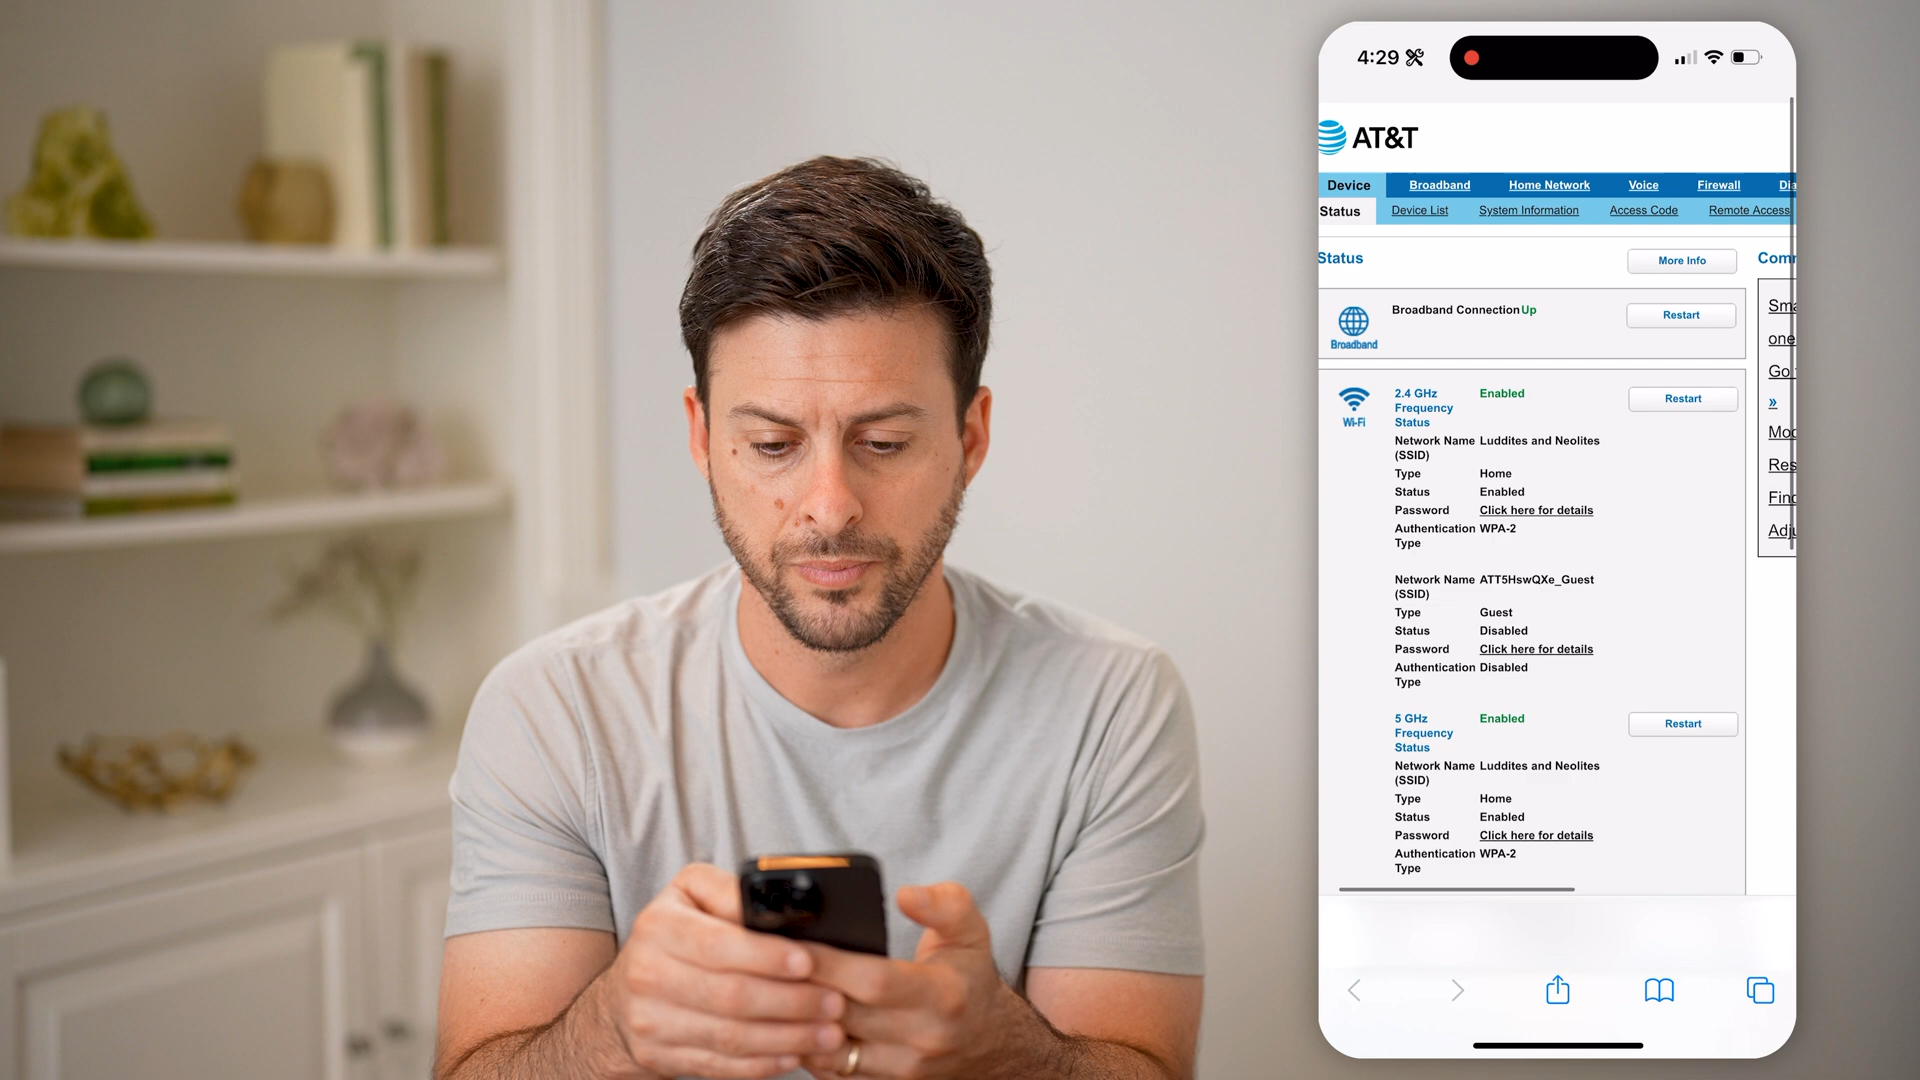 4:29
AT&T
Device Broadband Home Network Voice Firewall
Status Device List System Information Access Code Remote Access
Status More Info
Broadband Connection Up Restart
Broadband
2.4 GHz Frequency Status Enabled Restart
Wi-Fi
Network Name (SSID) Luddites and Neolites
Type Home
Status Enabled
Password Click here for details
Authentication Type WPA-2
Network Name (SSID) ATT5HswQXe_Guest
Type Guest
Status Disabled
Password Click here for details
Authentication Type Disabled
5 GHz Frequency Status Enabled Restart
Network Name (SSID) Luddites and Neolites
Type Home
Status Enabled
Password Click here for details
Authentication Type WPA-2
one
Go
»